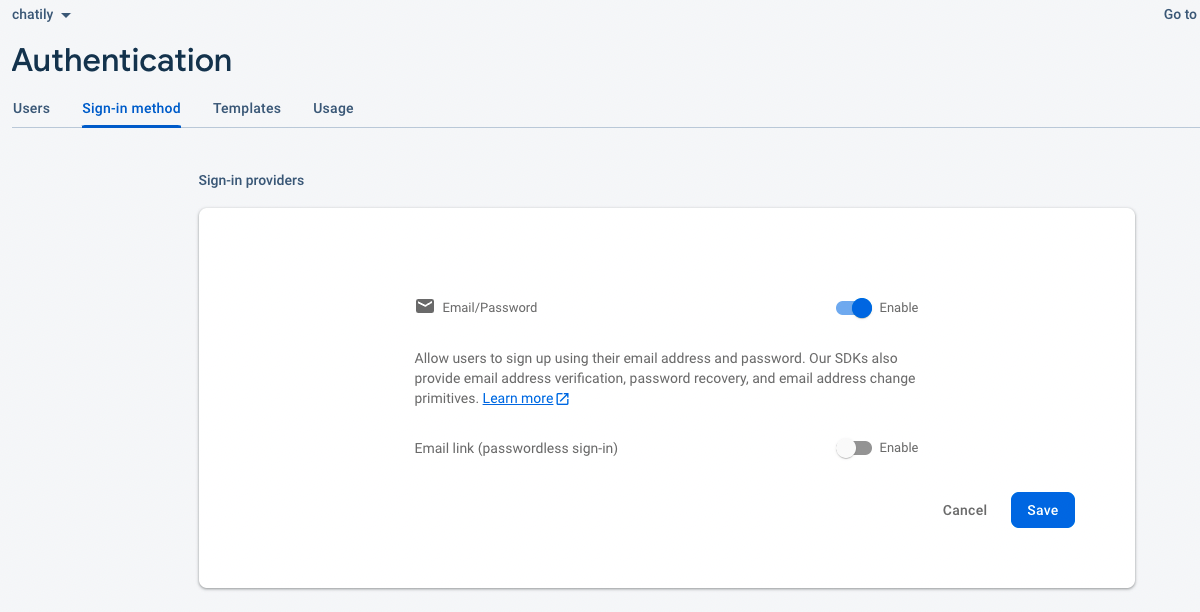 chatily
Go to
Authentication
Users Sign-in method Templates Usage
Sign-in providers
Email/Password Enable
Allow users to sign up using their email address and password. Our SDKs also
provide email address verification, password recovery, and email address change
primitives. Learn more
Email link (passwordless sign-in) Enable
Cancel Save